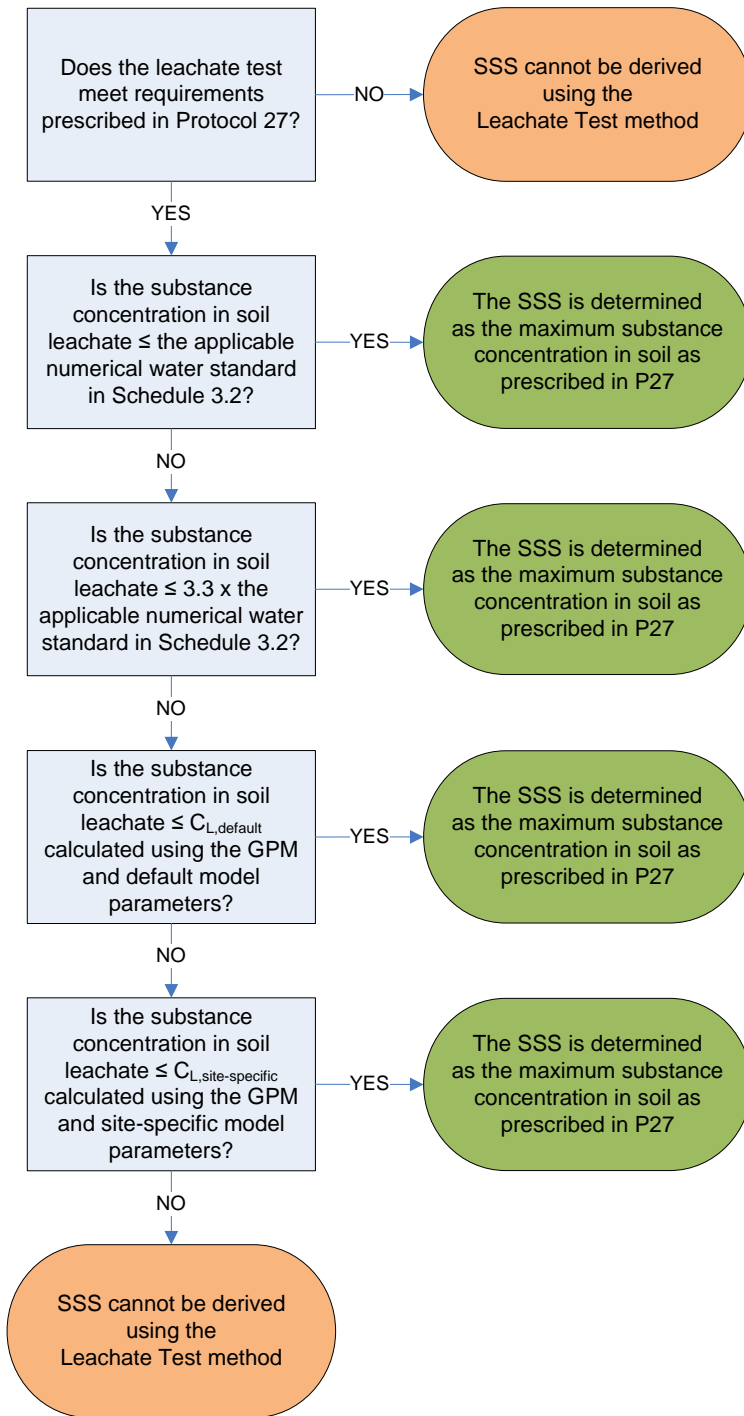 Does the leachate test
meet requirements
prescribed in Protocol 27?
NO
SSS cannot be derived
using the
Leachate Test method
YES
Is the substance
concentration in soil
leachate ≤ the applicable
numerical water standard
in Schedule 3.2?
YES
The SSS is determined
as the maximum substance
concentration in soil as
prescribed in P27
NO
Is the substance
concentration in soil
leachate ≤ 3.3 x the
applicable numerical water
standard in Schedule 3.2?
YES
The SSS is determined
as the maximum substance
concentration in soil as
prescribed in P27
NO
Is the substance
concentration in soil
leachate ≤ CL,default
calculated using the GPM
and default model
parameters?
YES
The SSS is determined
as the maximum substance
concentration in soil as
prescribed in P27
NO
Is the substance
concentration in soil
leachate ≤ CL,site-specific
calculated using the GPM
and site-specific model
parameters?
YES
The SSS is determined
as the maximum substance
concentration in soil as
prescribed in P27
NO
SSS cannot be derived
using the
Leachate Test method